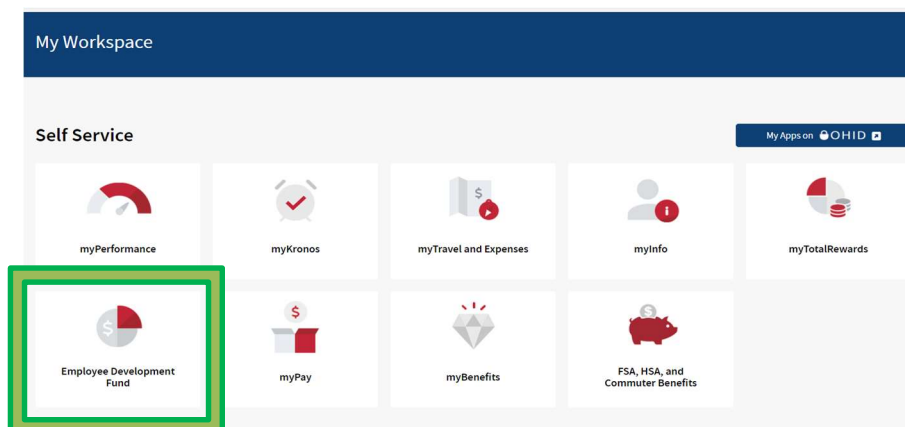 My Workspace
Self Service
My Apps on OHID
$
i
myPerformance
myKronos
myTravel and Expenses
myInfo
myTotalRewards
$
$
$
Employee Development
Fund
myPay
myBenefits
FSA, HSA, and
Commuter Benefits